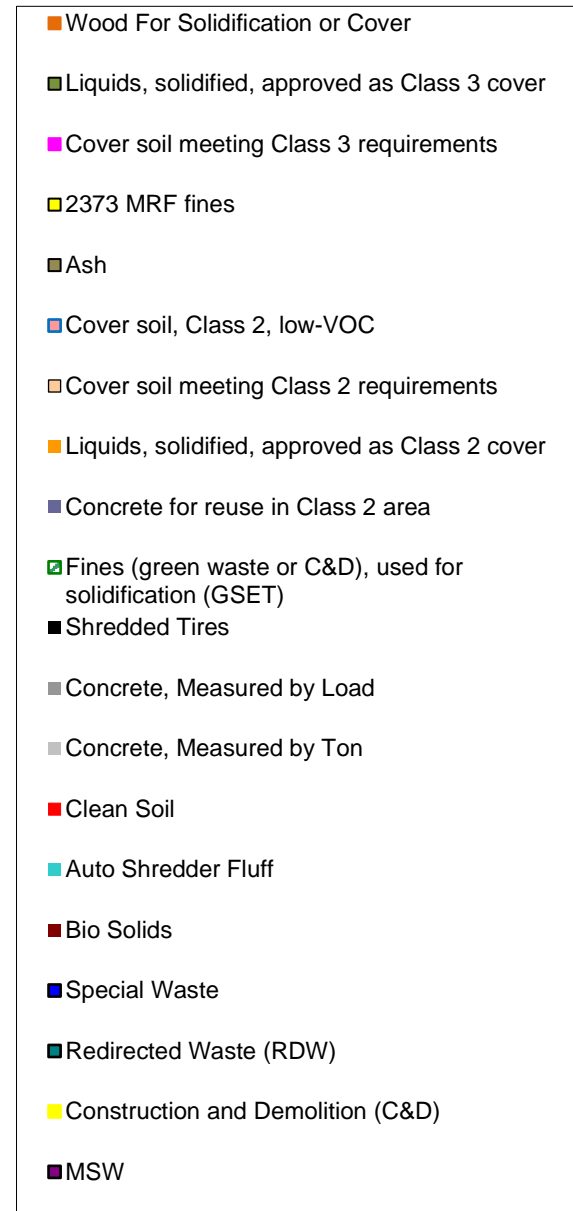 Wood For Solidification or Cover
Liquids, solidified, approved as Class 3 cover
Cover soil meeting Class 3 requirements
2373 MRF fines
Ash
Cover soil, Class 2, low-VOC
Cover soil meeting Class 2 requirements
Liquids, solidified, approved as Class 2 cover
Concrete for reuse in Class 2 area
Fines (green waste or C&D), used for
solidification (GSET)
Shredded Tires
Concrete, Measured by Load
Concrete, Measured by Ton
Clean Soil
Auto Shredder Fluff
Bio Solids
Special Waste
Redirected Waste (RDW)
Construction and Demolition (C&D)
MSW